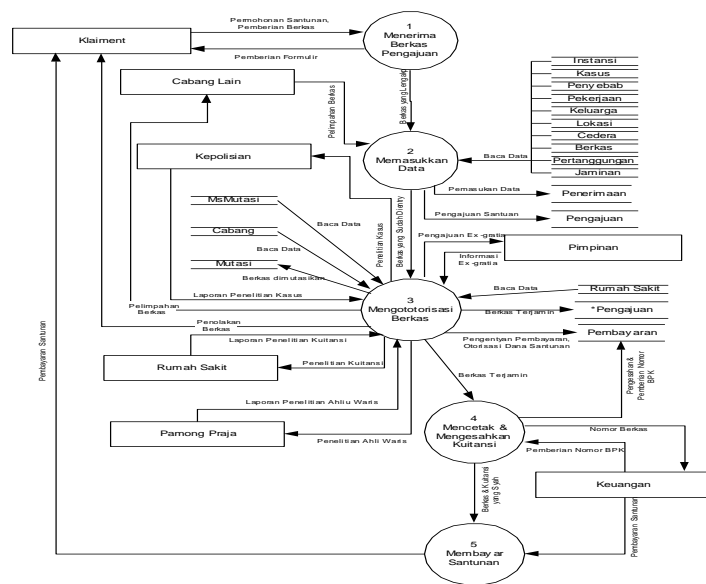 Permohonan Santunan,
Pemberian Berkas
Klaiment
Pemberian Formulir
1
Menerima
Berkas
Pengajuan
Cabang Lain
Pelimpahan Berkas
Berkas yang Lengkap
Instansi
Kasus
Penyebab
Pekerjaan
Keluarga
Lokasi
Cedera
Berkas
Pertanggungan
Jaminan
Kepolisian
2
Memasukkan
Data
Baca Data
Pemasukan Data
Penerimaan
Pengajuan Santuan
Pengajuan
MsMutasi
Baca Data
Cabang
Baca Data
Mutasi
Berkas dimutasikan
Penelitian Kasus
Berkas yang Sudah Dientry
Pengajuan Ex-gratia
Pimpinan
Informasi
Ex-gratia
Laporan Penelitian Kasus
Pelimpahan
Berkas
3
Mengototorisasi
Berkas
Baca Data
Rumah Sakit
Berkas Terjamin
*Pengajuan
Pengentyan Pembayaran,
Otorisasi Dana Santunan
Pembayaran
Penolakan
Berkas
Laporan Penelitian Kuitansi
Rumah Sakit
Penelitian Kuitansi
Berkas Terjamin
Pengesahan &
Pemberian Nomor
BPK
Pembayaran Santunan
Laporan Penelitian Ahliu Waris
Pamong Praja
Penelitian Ahli Waris
4
Mencetak &
Mengesahkan
Kuitansi
Nomor Berkas
Pemberian Nomor BPK
Keuangan
Berkas & Kuitansi
yang Syah
Pembayaran Santunan
5
Membayar
Santunan